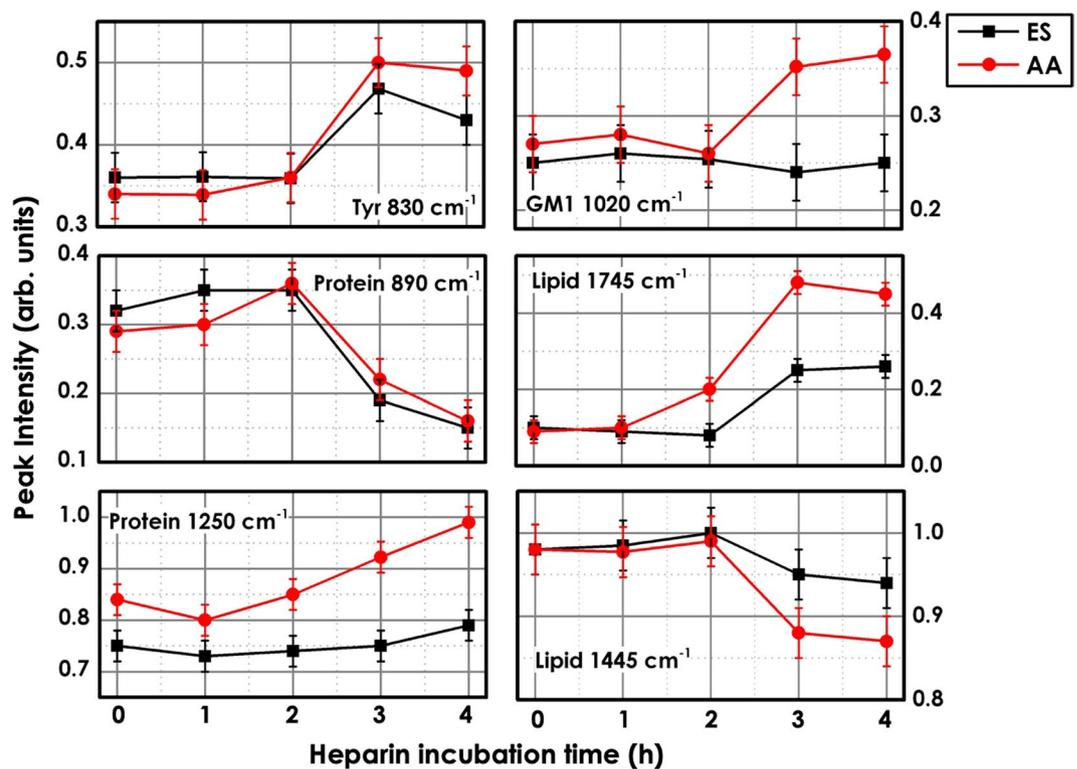 0.5
0.4
0.3
Tyr 830 cm-1
0.4
0.3
0.2
GM1 1020 cm-1
ES
AA
Peak Intensity (arb. units)
0.4
0.3
0.2
0.1
Protein 890 cm-1
Lipid 1745 cm-1
0.4
0.2
0.0
1.0
0.9
0.8
0.7
Protein 1250 cm-1
Lipid 1445 cm-1
1.0
0.9
0.8
0 1 2 3 4
0 1 2 3 4
Heparin incubation time (h)